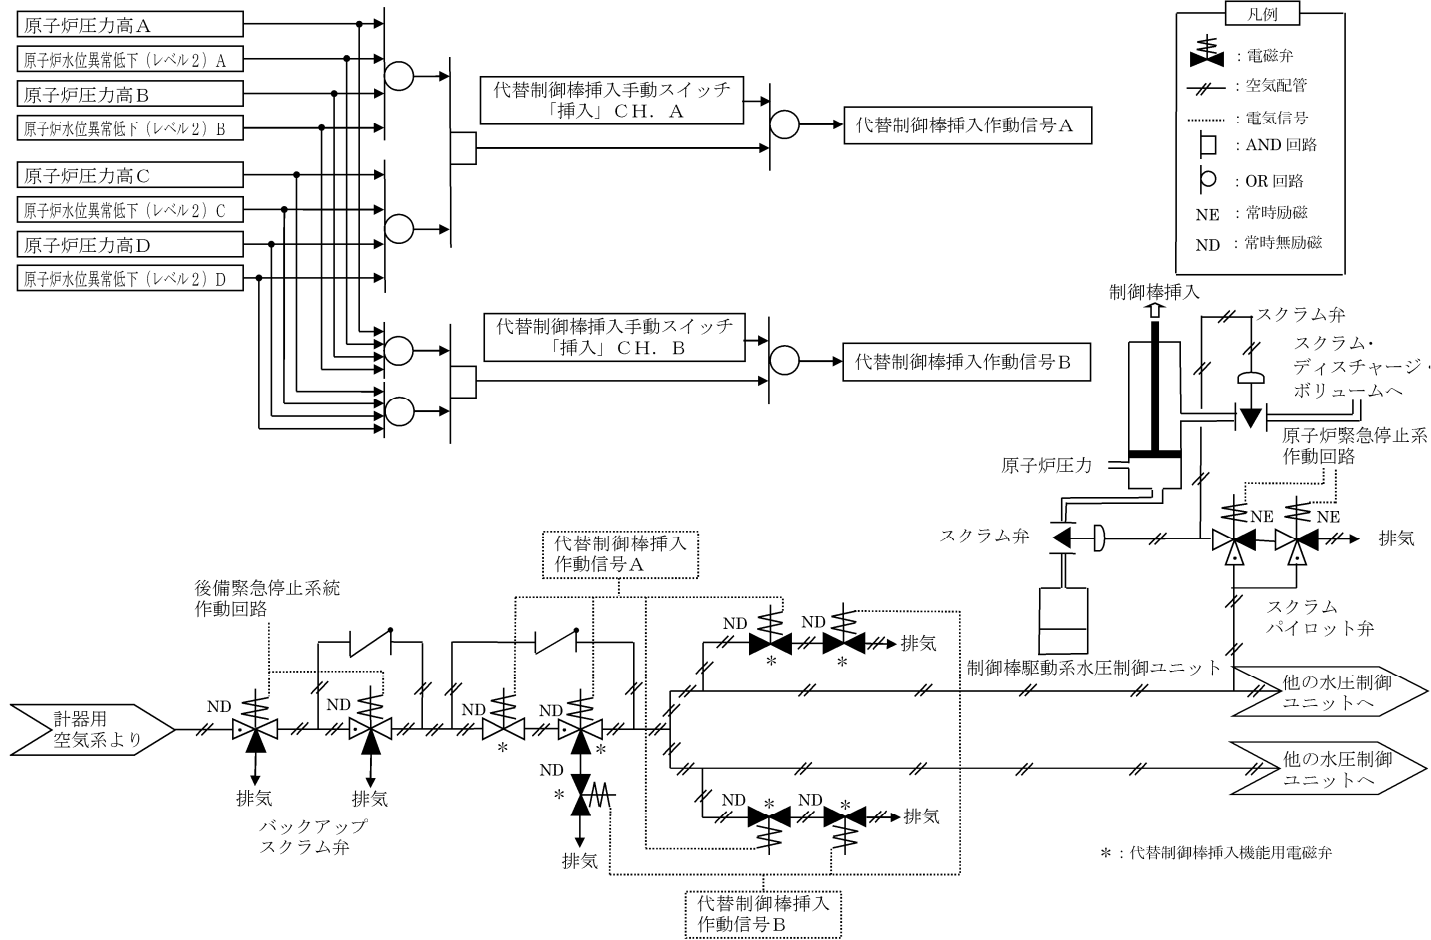 原子炉圧力高A
原子炉水位異常低下（レベル2）A
原子炉圧力高B
原子炉水位異常低下（レベル2）B
原子炉圧力高C
原子炉水位異常低下（レベル2）C
原子炉圧力高D
原子炉水位異常低下（レベル2）D
代替制御棒挿入手動スイッチ
「挿入」CH．A
代替制御棒挿入作動信号A
代替制御棒挿入手動スイッチ
「挿入」CH．B
代替制御棒挿入作動信号B
凡例
：電磁弁
：空気配管
：電気信号
：AND回路
：OR回路
NE：常時励磁
ND：常時無励磁
制御棒挿入
スクラム弁
スクラム・
ディスチャージ・
ボリュームへ
原子炉緊急停止系
作動回路
原子炉圧力
スクラム弁
NE
NE
排気
スクラム
パイロット弁
制御棒駆動系水圧制御ユニット
代替制御棒挿入
作動信号A
後備緊急停止系統
作動回路
ND
*
ND
*
排気
計器用
空気系より
ND
ND
ND
*
ND
*
他の水圧制御
ユニットへ
排気
排気
バックアップ
スクラム弁
ND
*
排気
ND
*
ND
*
排気
他の水圧制御
ユニットへ
代替制御棒挿入
作動信号B
＊：代替制御棒挿入機能用電磁弁